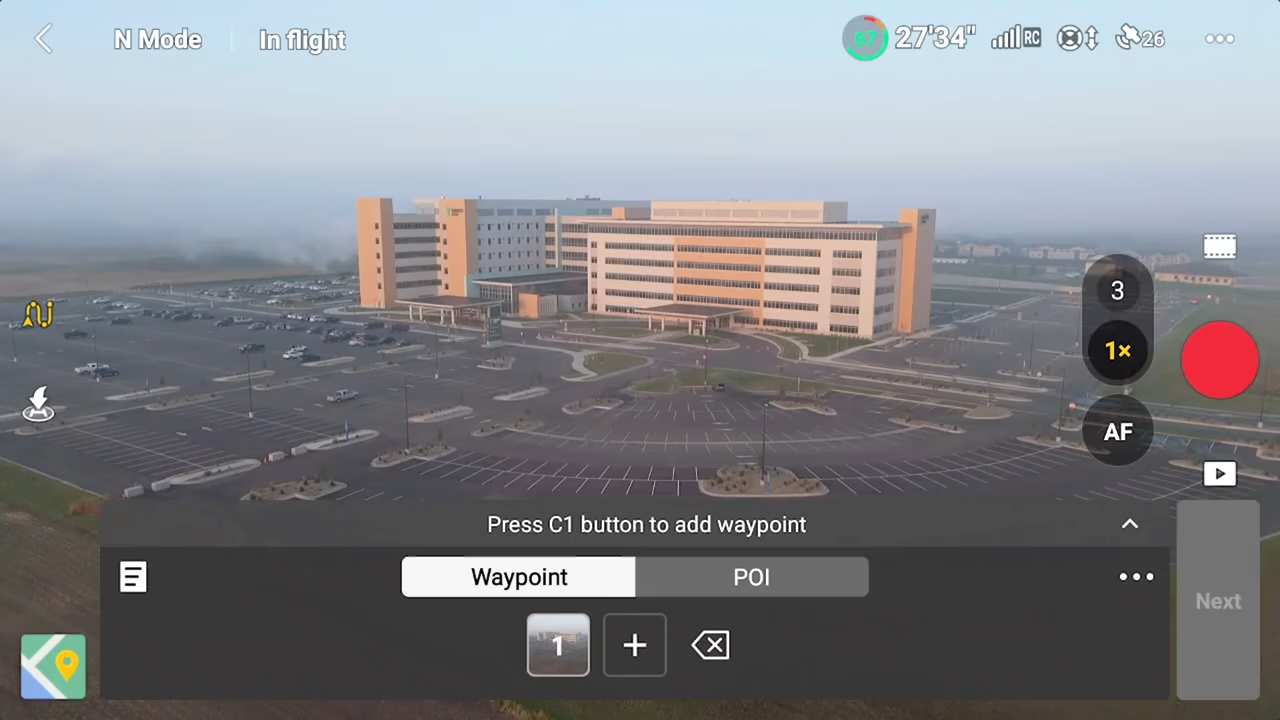 N Mode
In flight
67
27'34"
RC
26
3
1×
AF
Press C1 button to add waypoint
Waypoint
POI
1
Next